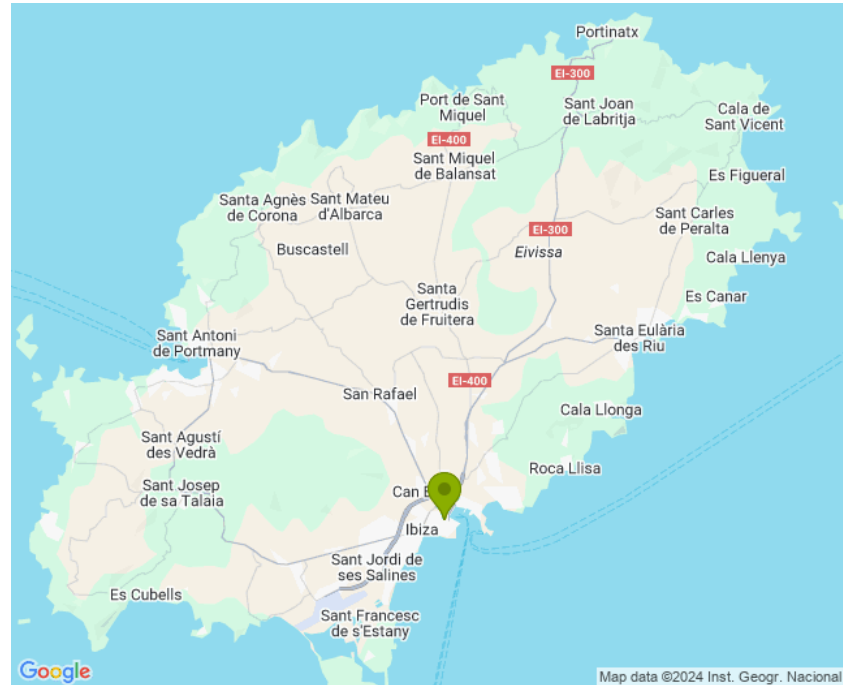 Portinatx
EI-300
Port de Sant
Miquel
Sant Joan
de Labritja
Cala de
Sant Vicent
EI-400
Sant Miquel
de Balansat
Es Figueral
Santa Agnès
de Corona
Sant Mateu
d'Albarca
Sant Carles
de Peralta
EI-300
Buscastell
Eivissa
Cala Llenya
Santa
Gertrudis
de Fruitera
Es Canar
Sant Antoni
de Portmany
Santa Eulària
des Riu
EI-400
San Rafael
Cala Llonga
Sant Agustí
des Vedrà
Roca Llisa
Sant Josep
de sa Talaia
Can
Ibiza
Sant Jordi de
ses Salines
Es Cubells
Sant Francesc
de s'Estany
Google
Map data ©2024 Inst. Geogr. Nacional